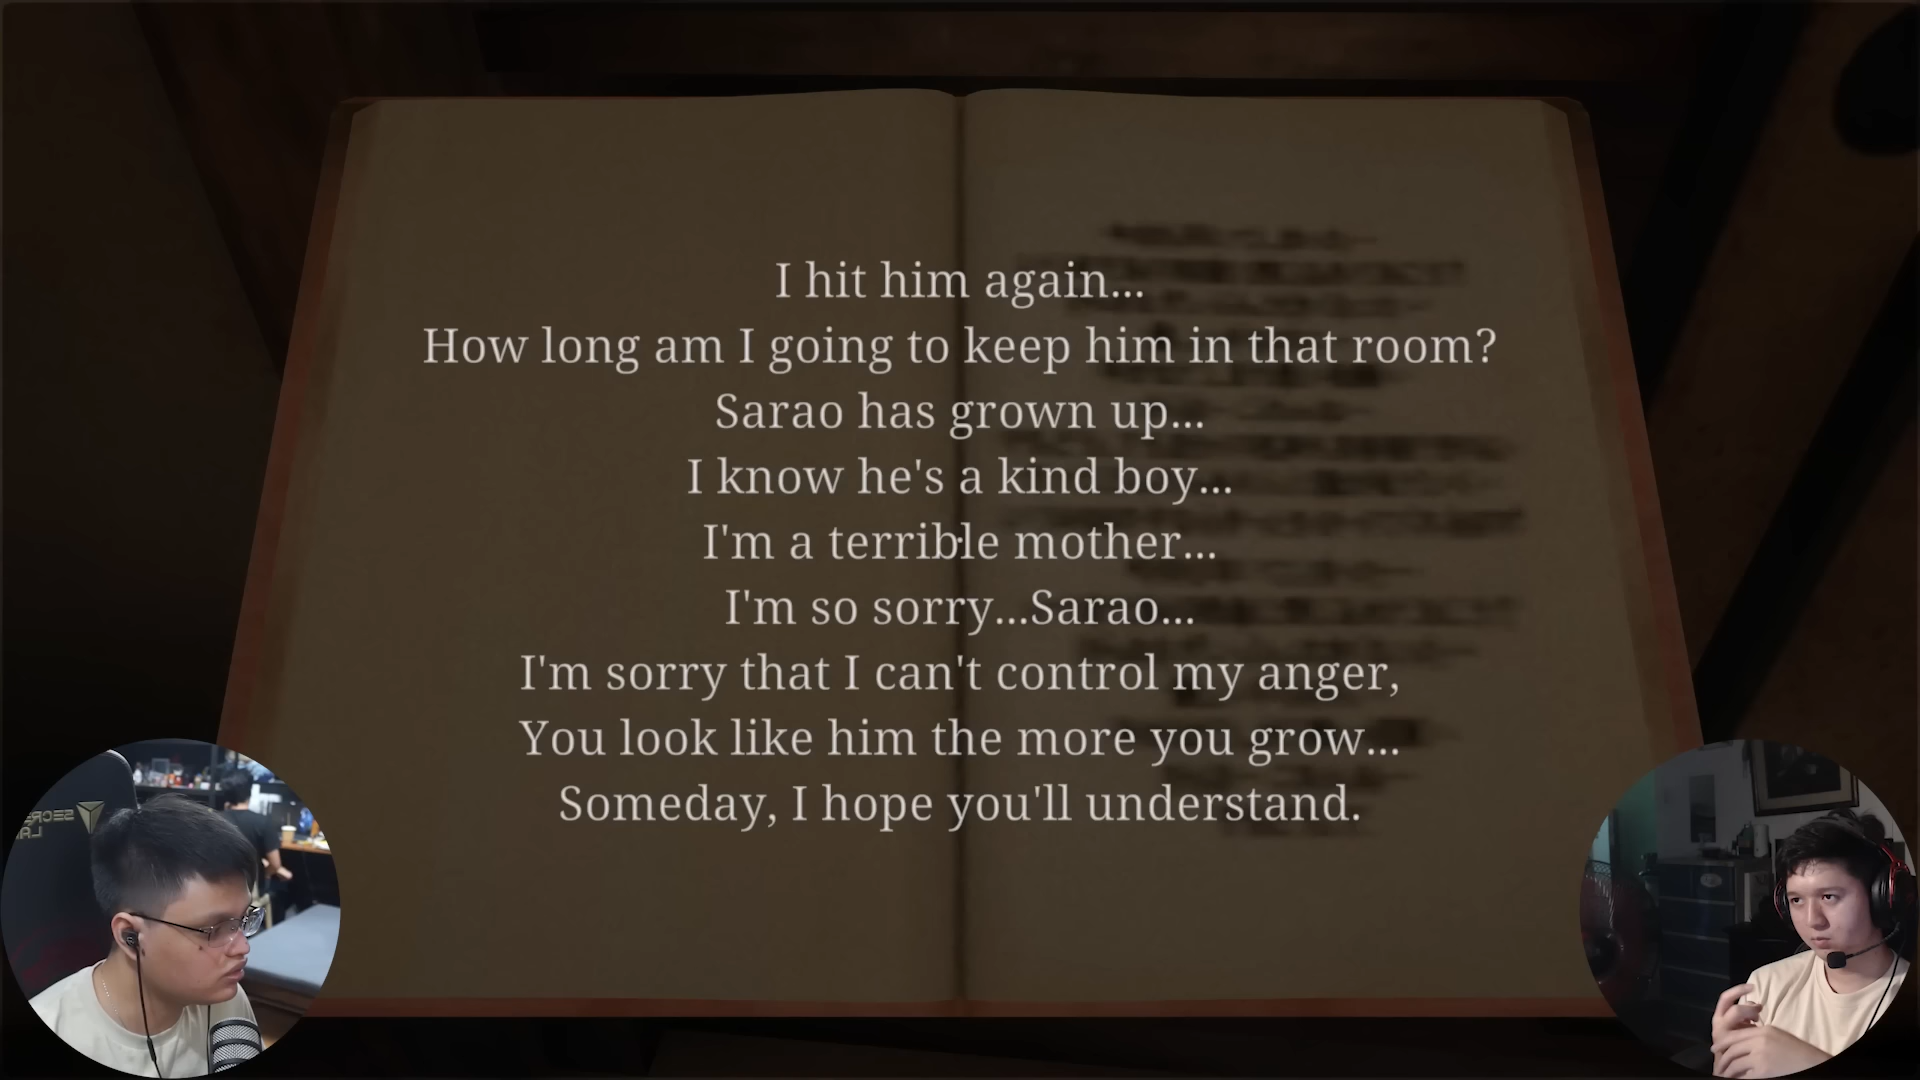 I hit him again...
How long am I going to keep him in that room?
Sarao has grown up...
I know he's a kind boy...
I'm a terrible mother...
I'm so sorry...Sarao...
I'm sorry that I can't control my anger,
You look like him the more you grow...
Someday, I hope you'll understand.